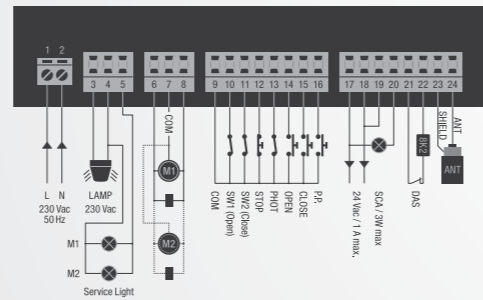 1 2
3 4 5
6 7 8
9 10 11 12 13 14 15 16
17 18 19 20 21 22 23 24
L N
230 Vac
50 Hz
LAMP
230 Vac
M1
M2
Service Light
COM
M1
M2
COM
SW1 (Open)
SW2 (Close)
STOP
PHOT
OPEN
CLOSE
P.P.
24 Vac / 1 A max,
SCA / 3W max
DAS
8K2
SHIELD
ANT
ANT